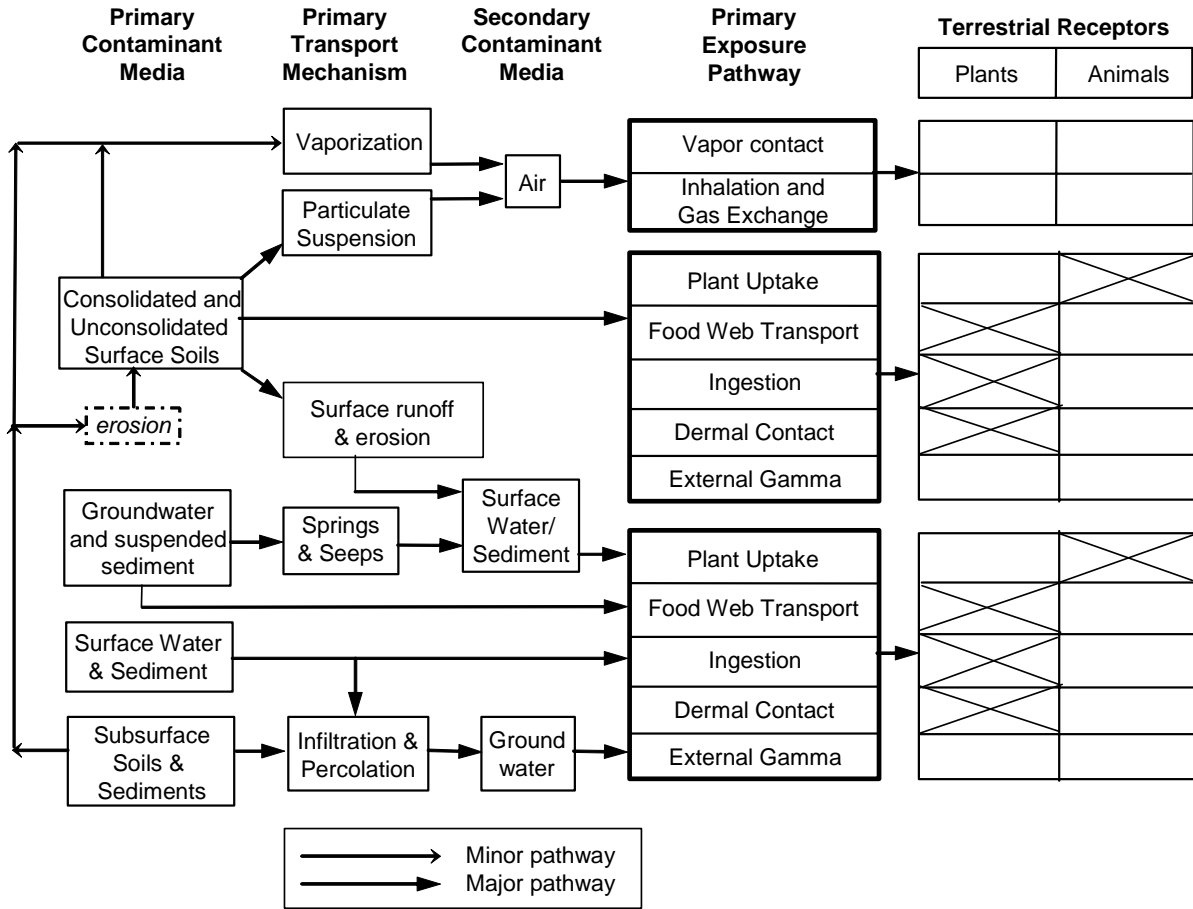 Primary
Contaminant
Media
Primary
Transport
Mechanism
Secondary
Contaminant
Media
Primary
Exposure
Pathway
Terrestrial Receptors
Plants
Animals
Vaporization
Particulate
Suspension
Air
Vapor contact
Inhalation and
Gas Exchange
Consolidated and
Unconsolidated
Surface Soils
erosion
Surface runoff
& erosion
Plant Uptake
Food Web Transport
Ingestion
Dermal Contact
External Gamma
Groundwater
and suspended
sediment
Springs
& Seeps
Surface
Water/
Sediment
Surface Water
& Sediment
Subsurface
Soils &
Sediments
Infiltration &
Percolation
Ground
water
Plant Uptake
Food Web Transport
Ingestion
Dermal Contact
External Gamma
Minor pathway
Major pathway